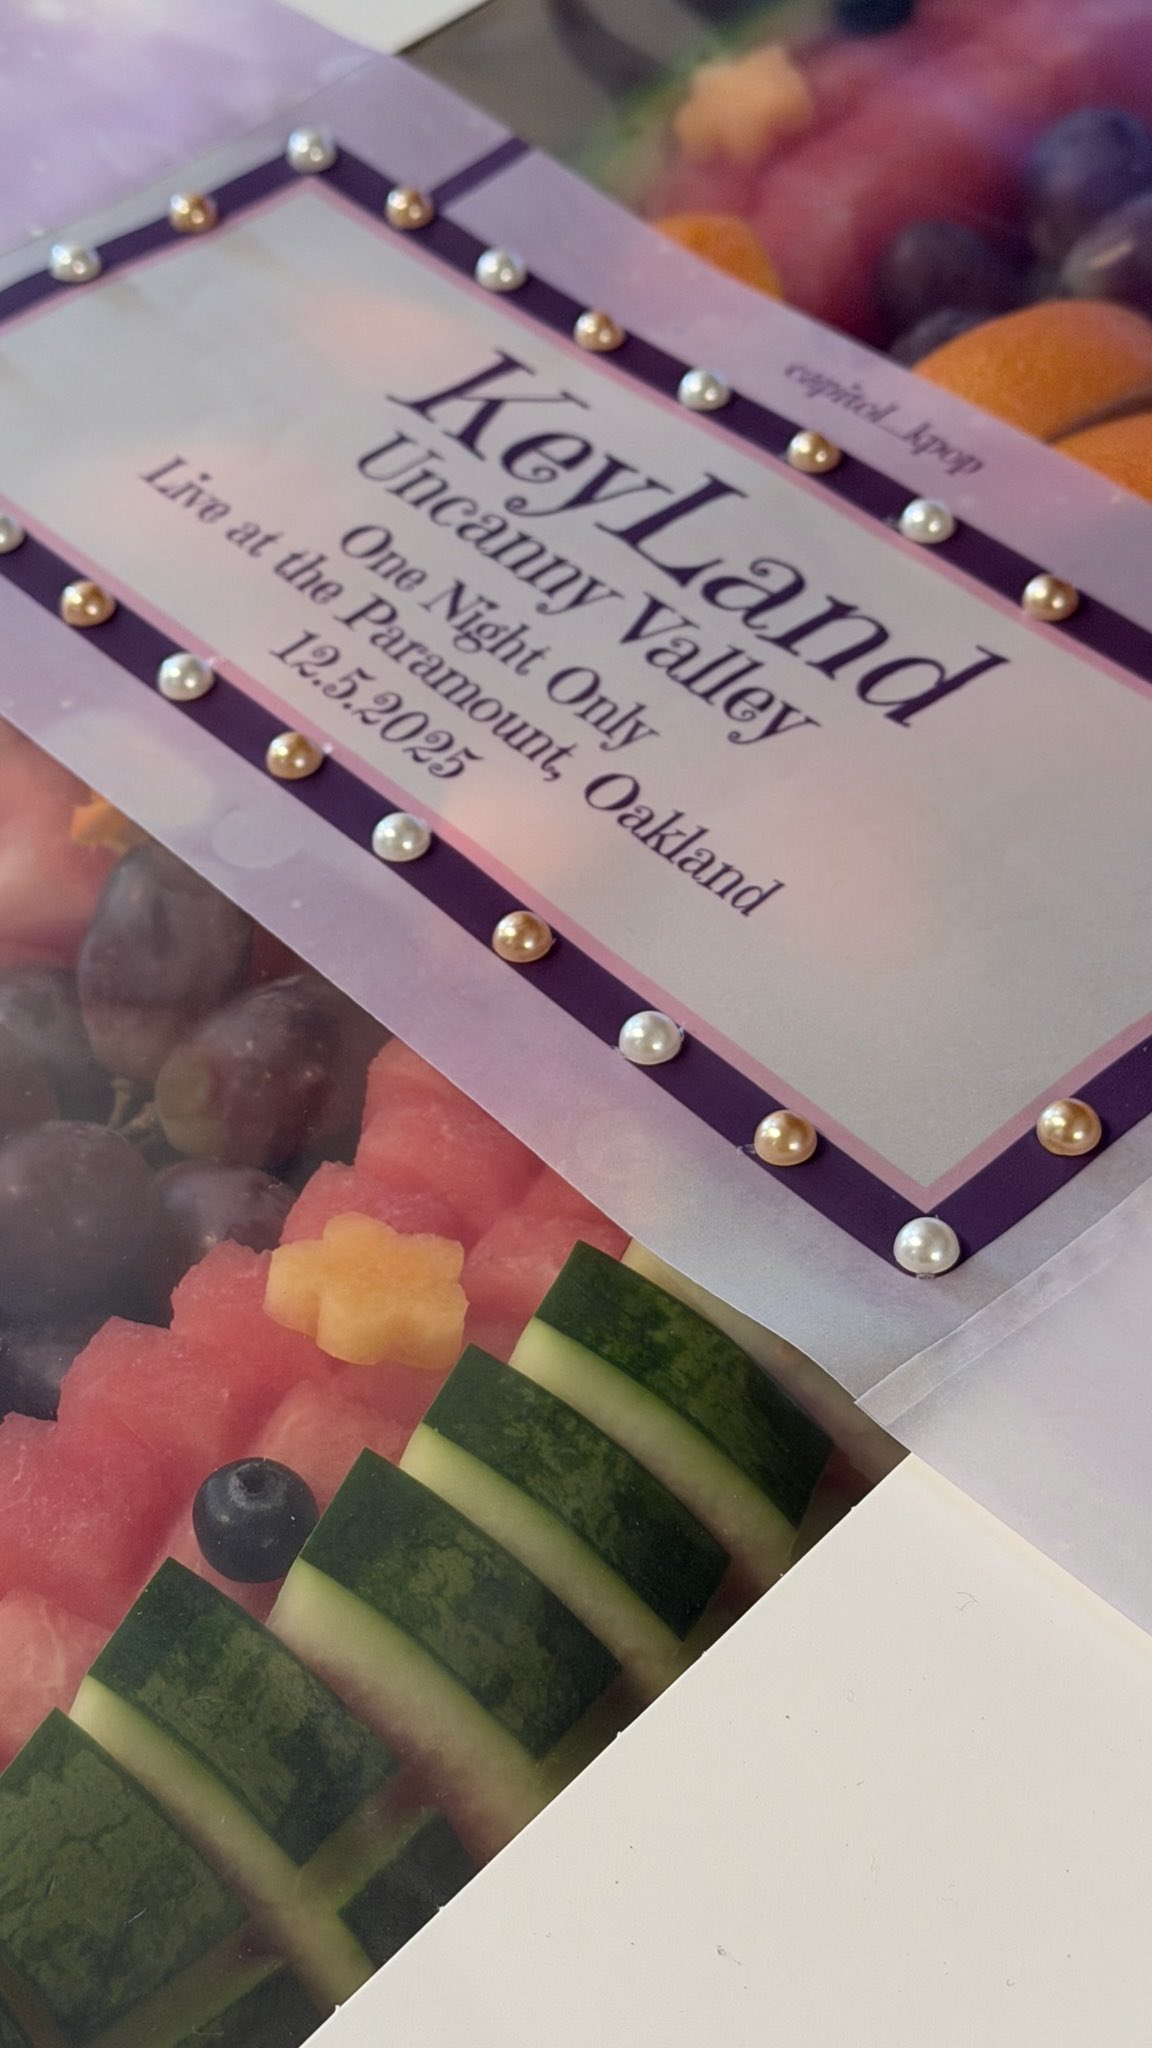 KeyLand
Uncanny Valley
One Night Only
Live at the Paramount, Oakland
12.5.2025
capitol_kpop